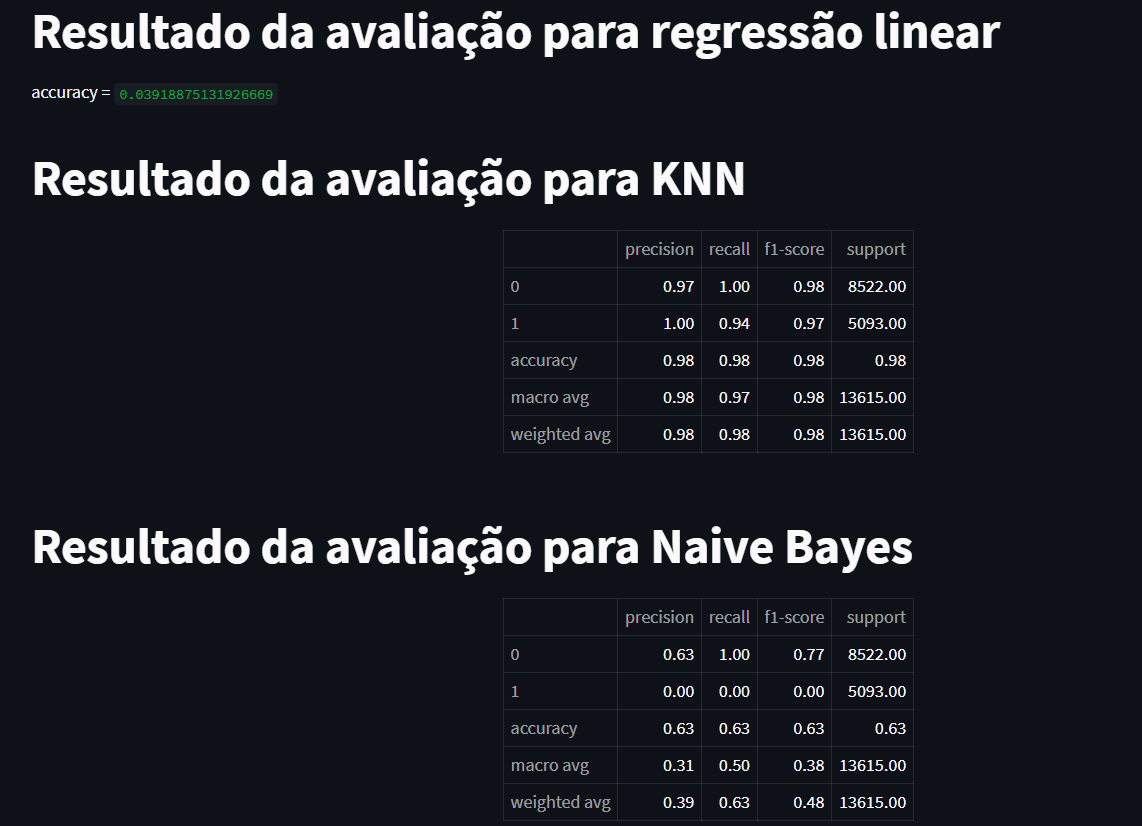 Resultado da avaliação para regressão linear
accuracy = 0.03918875131926669
Resultado da avaliação para KNN
precision recall f1-score support
0 0.97 1.00 0.98 8522.00
1 1.00 0.94 0.97 5093.00
accuracy 0.98 0.98 0.98 0.98
macro avg 0.98 0.97 0.98 13615.00
weighted avg 0.98 0.98 0.98 13615.00
Resultado da avaliação para Naive Bayes
precision recall f1-score support
0 0.63 1.00 0.77 8522.00
1 0.00 0.00 0.00 5093.00
accuracy 0.63 0.63 0.63 0.63
macro avg 0.31 0.50 0.38 13615.00
weighted avg 0.39 0.63 0.48 13615.00